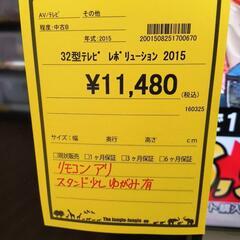 AV/テレビ その他
程度:中古B
年式:2015 2001508251700670
32型テレビ レボリューション 2015
¥11,480
(税込)
160325
サイズ:幅 奥行 高さ cm
☑現状販売 □1ヶ月保証 □3ヶ月保証 □6ヶ月保証
リモコン アリ
スタンド少しゆがみ有
The Jungle-Jungle